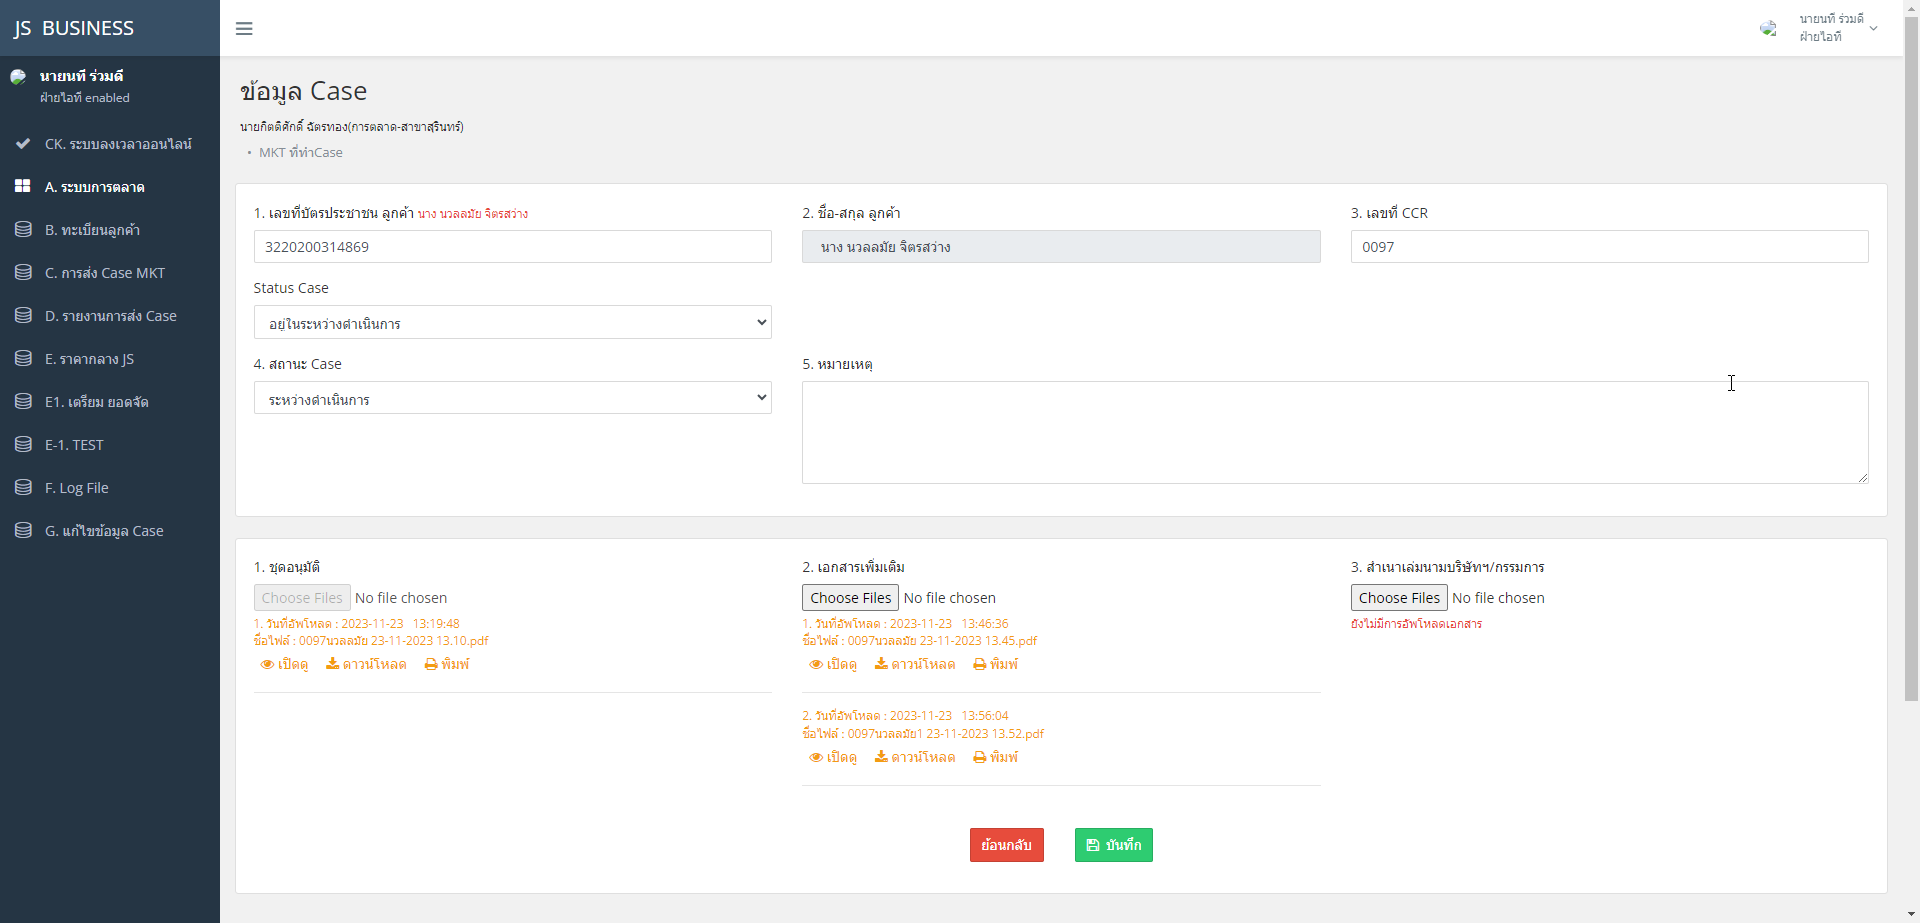 JS BUSINESS
นายนที ร่วมดี
ฝ่ายไอที
นายนที ร่วมดี
ฝ่ายไอที enabled
CK. ระบบลงเวลาออนไลน์
A. ระบบการตลาด
B. ทะเบียนลูกค้า
C. การส่ง Case MKT
D. รายงานการส่ง Case
E. ราคากลาง JS
E1. เตรียม ยอดจัด
E-1. TEST
F. Log File
G. แก้ไขข้อมูล Case
ข้อมูล Case
นายกิตติศักดิ์ ฉัตรทอง(การตลาด-สาขาสุรินทร์)
• MKT ที่ทำCase
1. เลขที่บัตรประชาชน ลูกค้า นาง นวลลมัย จิตรสว่าง
3220200314869
2. ชื่อ-สกุล ลูกค้า
นาง นวลลมัย จิตรสว่าง
3. เลขที่ CCR
0097
Status Case
อยู่ในระหว่างดำเนินการ
4. สถานะ Case
ระหว่างดำเนินการ
5. หมายเหตุ
1. ชุดอนุมัติ
Choose Files No file chosen
1. วันที่อัพโหลด : 2023-11-23 13:19:48
ชื่อไฟล์ : 0097นวลลมัย 23-11-2023 13.10.pdf
เปิดดู ดาวน์โหลด พิมพ์
2. เอกสารเพิ่มเติม
Choose Files No file chosen
1. วันที่อัพโหลด : 2023-11-23 13:46:36
ชื่อไฟล์ : 0097นวลลมัย 23-11-2023 13.45.pdf
เปิดดู ดาวน์โหลด พิมพ์
2. วันที่อัพโหลด : 2023-11-23 13:56:04
ชื่อไฟล์ : 0097นวลลมัย1 23-11-2023 13.52.pdf
เปิดดู ดาวน์โหลด พิมพ์
3. สำเนาเล่มนามบริษัทฯ/กรรมการ
Choose Files No file chosen
ยังไม่มีการอัพโหลดเอกสาร
ย้อนกลับ บันทึก